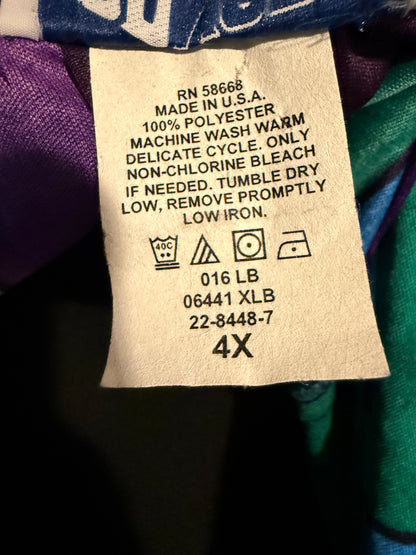 RN 58668
MADE IN U.S.A.
100% POLYESTER
MACHINE WASH WARM
DELICATE CYCLE. ONLY
NON-CHLORINE BLEACH
IF NEEDED. TUMBLE DRY
LOW, REMOVE PROMPTLY
LOW IRON.
40C
016 LB
06441 XLB
22-8448-7
4X